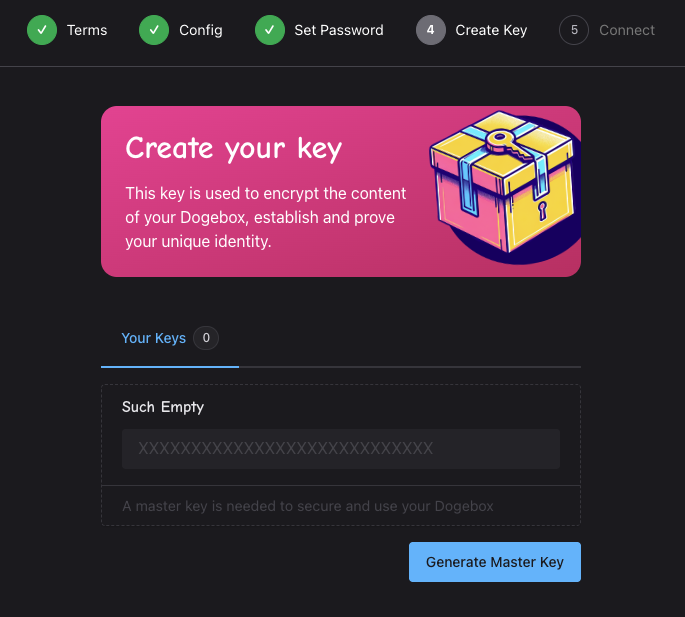 Terms
Config
Set Password
4 Create Key
5 Connect
Create your key
This key is used to encrypt the content
of your Dogebox, establish and prove
your unique identity.
Your Keys 0
Such Empty
XXXXXXXXXXXXXXXXXXXXXXXXXXXX
A master key is needed to secure and use your Dogebox
Generate Master Key